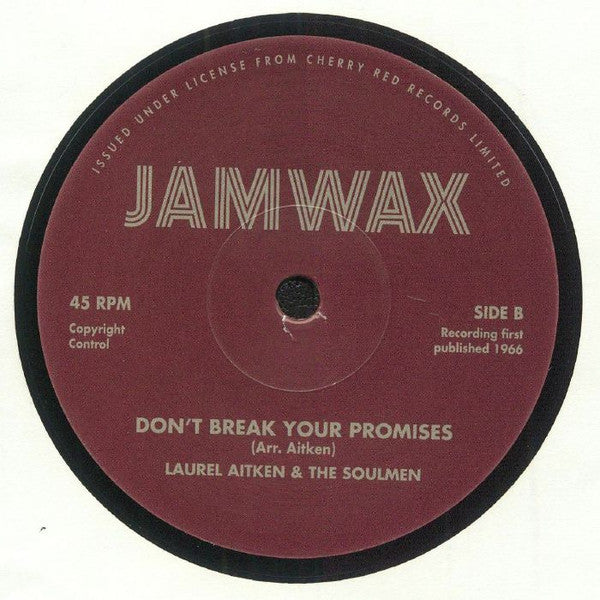 ISSUED UNDER LICENSE FROM CHERRY RED RECORDS LIMITED
JAMWAX
45 RPM
Copyright
Control
SIDE B
Recording first
published 1966
DON'T BREAK YOUR PROMISES
(Arr. Aitken)
LAUREL AITKEN & THE SOULMEN